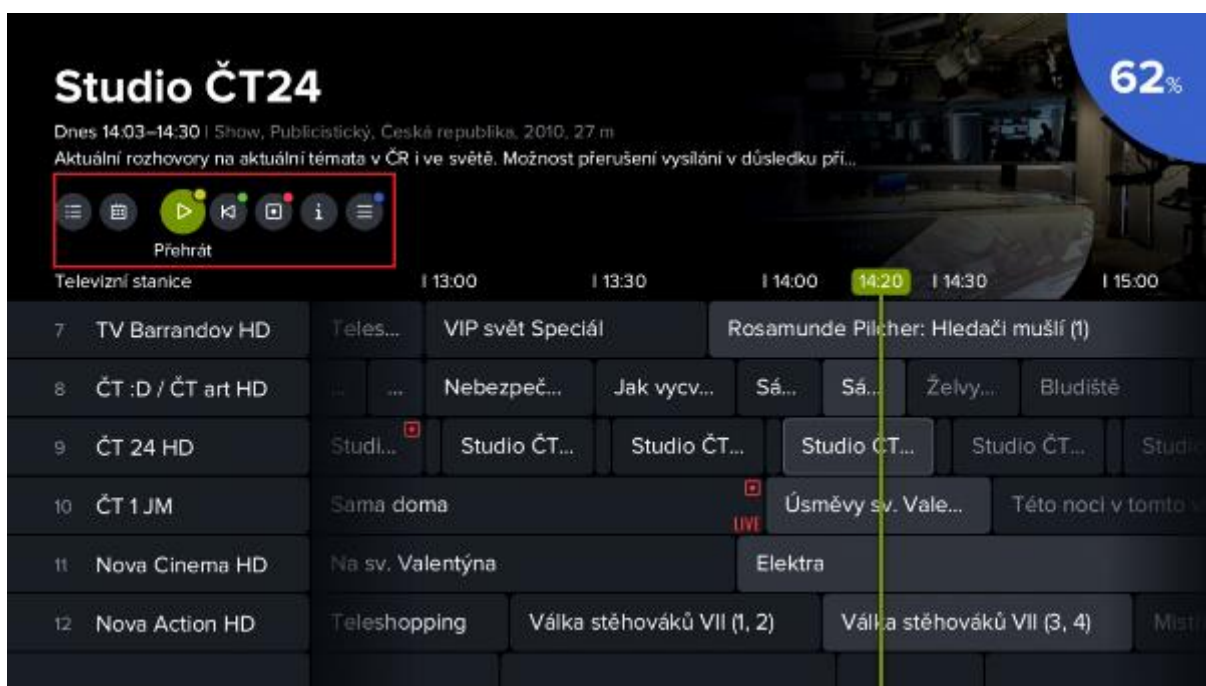 Studio ČT24
62%
Dnes 14:03–14:30 | Show, Publicistický, Česká republika, 2010, 27 m
Aktuální rozhovory na aktuální témata v ČR i ve světě. Možnost přerušení vysílání v důsledku pří...
Přehrát
Televizní stanice | 13:00 | 13:30 | 14:00 14:20 | 14:30 | 15:00
7 TV Barrandov HD Teles... VIP svět Speciál Rosamunde Pilcher: Hledači mušlí (1)
8 ČT :D / ČT art HD ... ... Nebezpeč... Jak vycv... Sá... Sá... Želvy... Bludiště
9 ČT 24 HD Studi... Studio ČT... Studio ČT... Studio ČT... Studio ČT... Studio
10 ČT 1 JM Sama doma LIVE Úsměvy sv. Vale... Této noci v tomto
11 Nova Cinema HD Na sv. Valentýna Elektra
12 Nova Action HD Teleshopping Válka stěhováků VII (1, 2) Válka stěhováků VII (3, 4) Mist